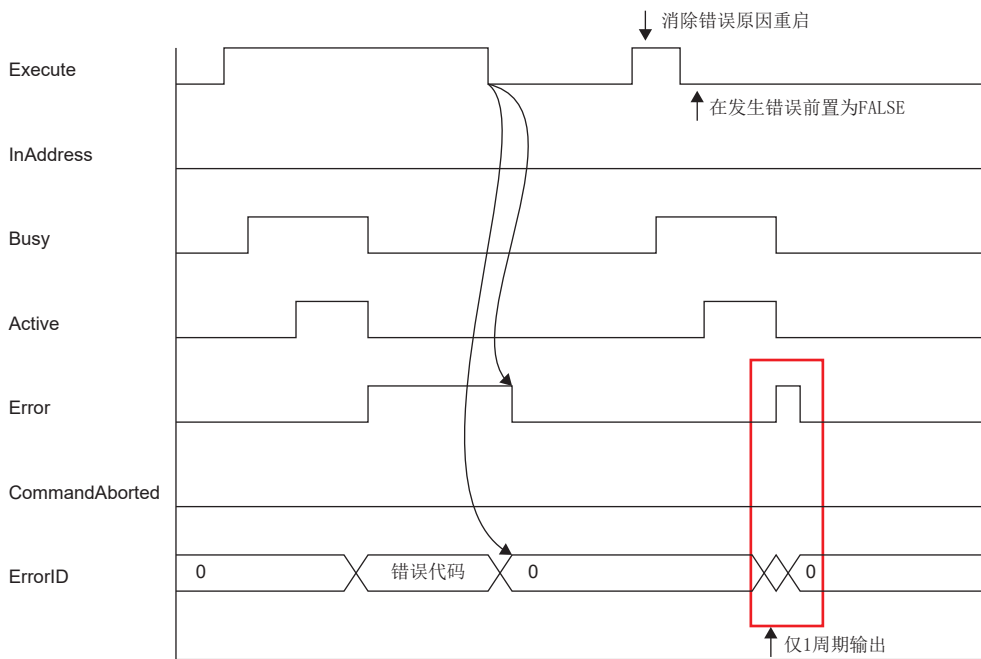 消除错误原因重启
Execute
在发生错误前置为FALSE
InAddress
Busy
Active
Error
CommandAborted
ErrorID
0
错误代码
0
0
仅1周期输出